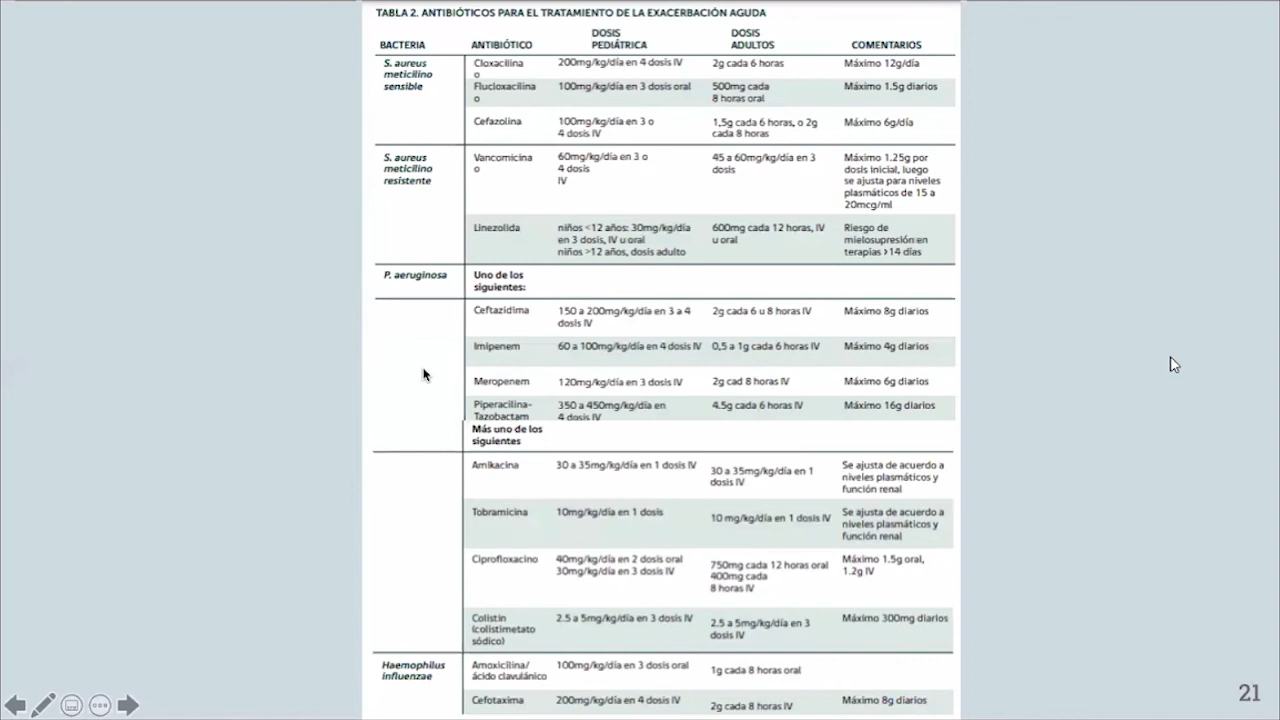 TABLA 2. ANTIBIÓTICOS PARA EL TRATAMIENTO DE LA EXACERBACIÓN AGUDA
BACTERIA ANTIBIÓTICO DOSIS PEDIÁTRICA DOSIS ADULTOS COMENTARIOS
S. aureus meticilino sensible
Cloxacilina o 200mg/kg/día en 4 dosis IV 2g cada 6 horas Máximo 12g/día
Flucloxacilina o 100mg/kg/día en 3 dosis oral 500mg cada 8 horas oral Máximo 1.5g diarios
Cefazolina 100mg/kg/día en 3 o 4 dosis IV 1,5g cada 6 horas, o 2g cada 8 horas Máximo 6g/día
S. aureus meticilino resistente
Vancomicina o 60mg/kg/día en 3 o 4 dosis IV 45 a 60mg/kg/día en 3 dosis Máximo 1.25g por dosis inicial, luego se ajusta para niveles plasmáticos de 15 a 20mcg/ml
Linezolida niños <12 años: 30mg/kg/día en 3 dosis, IV u oral niños >12 años, dosis adulto 600mg cada 12 horas, IV u oral Riesgo de mielosupresión en terapias >14 días
P. aeruginosa Uno de los siguientes:
Ceftazidima 150 a 200mg/kg/día en 3 a 4 dosis IV 2g cada 6 u 8 horas IV Máximo 8g diarios
Imipenem 60 a 100mg/kg/día en 4 dosis IV 0,5 a 1g cada 6 horas IV Máximo 4g diarios
Meropenem 120mg/kg/día en 3 dosis IV 2g cad 8 horas IV Máximo 6g diarios
Piperacilina-Tazobactam 350 a 450mg/kg/día en 4 dosis IV 4.5g cada 6 horas IV Máximo 16g diarios
Más uno de los siguientes
Amikacina 30 a 35mg/kg/día en 1 dosis IV 30 a 35mg/kg/día en 1 dosis IV Se ajusta de acuerdo a niveles plasmáticos y función renal
Tobramicina 10mg/kg/día en 1 dosis 10 mg/kg/día en 1 dosis IV Se ajusta de acuerdo a niveles plasmáticos y función renal
Ciprofloxacino 40mg/kg/día en 2 dosis oral 30mg/kg/día en 3 dosis IV 750mg cada 12 horas oral 400mg cada 8 horas IV Máximo 1.5g oral, 1.2g IV
Colistin (colistimetato sódico) 2.5 a 5mg/kg/día en 3 dosis IV 2.5 a 5mg/kg/día en 3 dosis IV Máximo 300mg diarios
Haemophilus influenzae
Amoxicilina/ácido clavulánico 100mg/kg/día en 3 dosis oral 1g cada 8 horas oral
Cefotaxima 200mg/kg/día en 4 dosis IV 2g cada 8 horas IV Máximo 8g diarios
21